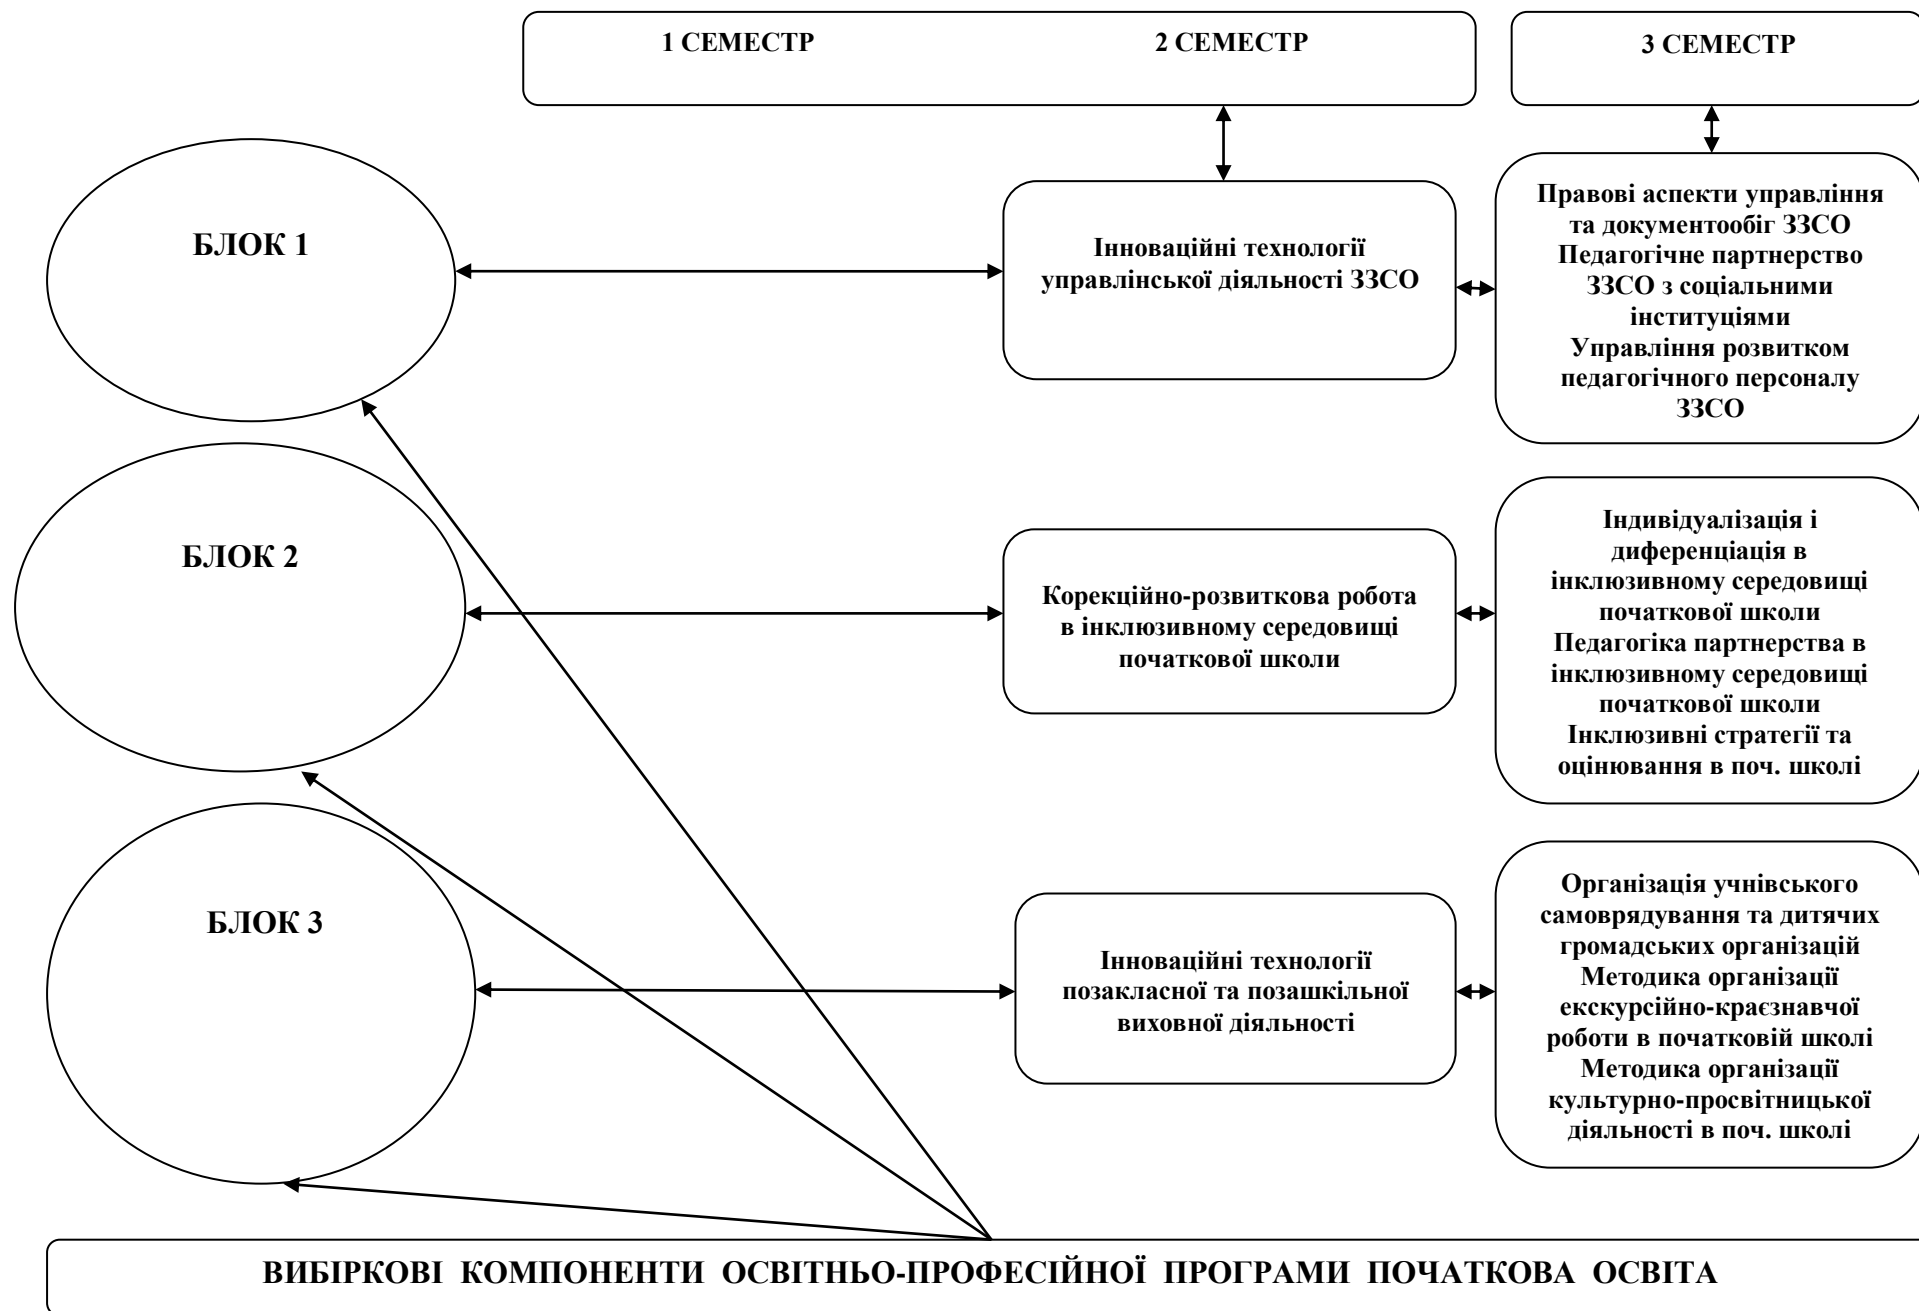 1 СЕМЕСТР 2 СЕМЕСТР
3 СЕМЕСТР
БЛОК 1
Інноваційні технології
управлінської діяльності ЗЗСО
Правові аспекти управління
та документообіг ЗЗСО
Педагогічне партнерство
ЗЗСО з соціальними
інституціями
Управління розвитком
педагогічного персоналу
ЗЗСО
БЛОК 2
Корекційно-розвиткова робота
в інклюзивному середовищі
початкової школи
Індивідуалізація і
диференціація в
інклюзивному середовищі
початкової школи
Педагогіка партнерства в
інклюзивному середовищі
початкової школи
Інклюзивні стратегії та
оцінювання в поч. школі
БЛОК 3
Інноваційні технології
позакласної та позашкільної
виховної діяльності
Організація учнівського
самоврядування та дитячих
громадських організацій
Методика організації
екскурсійно-краєзнавчої
роботи в початковій школі
Методика організації
культурно-просвітницької
діяльності в поч. школі
ВИБІРКОВІ КОМПОНЕНТИ ОСВІТНЬО-ПРОФЕСІЙНОЇ ПРОГРАМИ ПОЧАТКОВА ОСВІТА